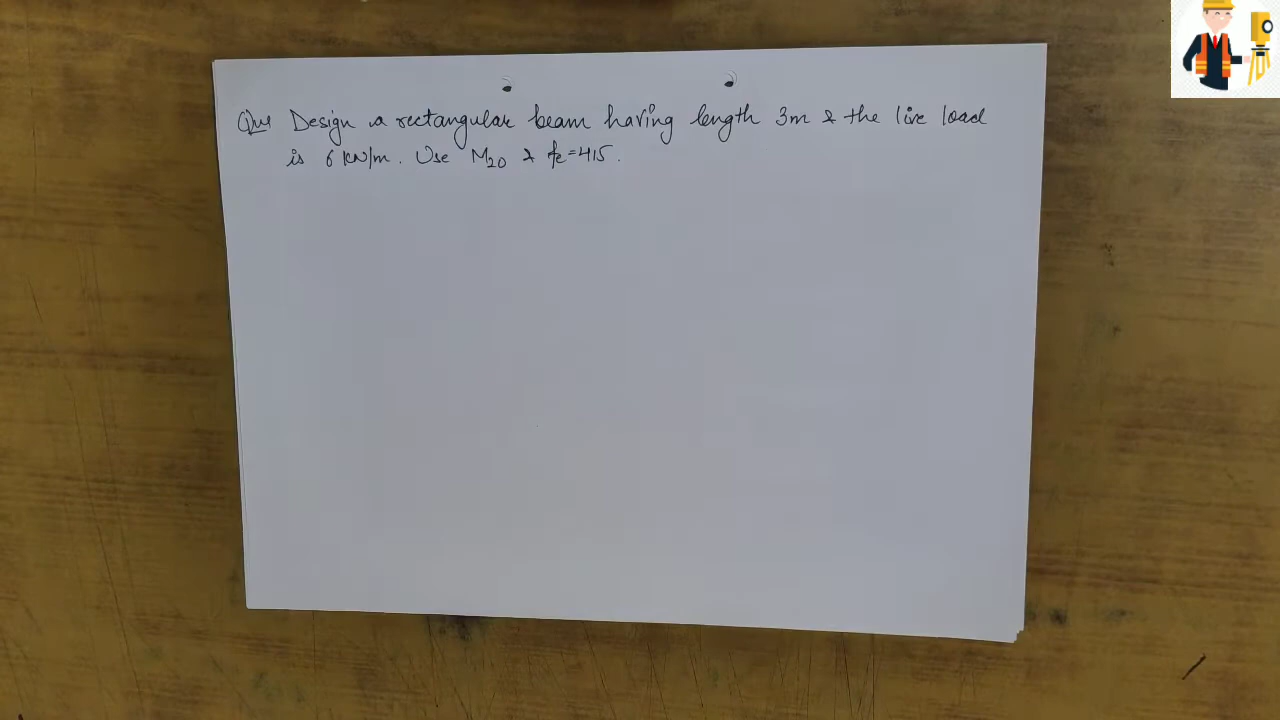 Que Design a rectangular beam having length 3m & the live load
is 6 kN/m. Use M20 & fe=415.